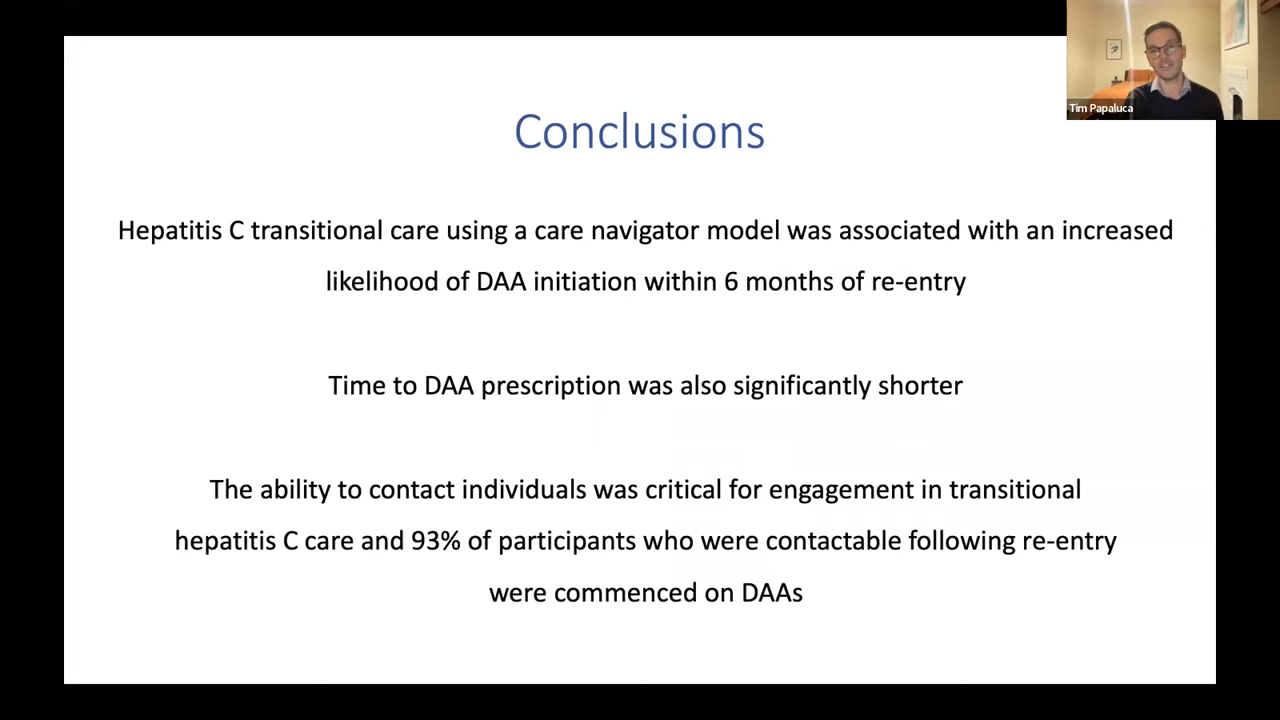 Tim Papaluca
Conclusions
Hepatitis C transitional care using a care navigator model was associated with an increased
likelihood of DAA initiation within 6 months of re-entry
Time to DAA prescription was also significantly shorter
The ability to contact individuals was critical for engagement in transitional
hepatitis C care and 93% of participants who were contactable following re-entry
were commenced on DAAs